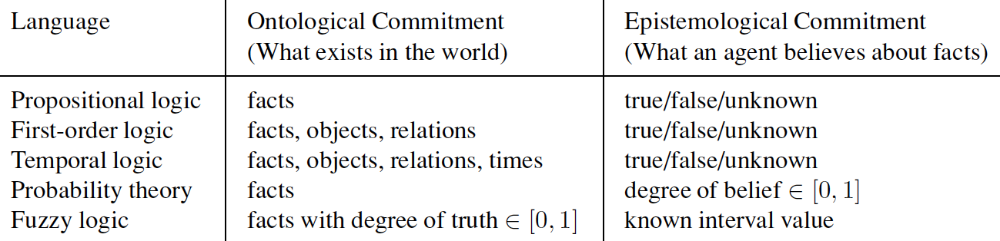 Language Ontological Commitment Epistemological Commitment
(What exists in the world) (What an agent believes about facts)
Propositional logic facts true/false/unknown
First-order logic facts, objects, relations true/false/unknown
Temporal logic facts, objects, relations, times true/false/unknown
Probability theory facts degree of belief ∈ [0, 1]
Fuzzy logic facts with degree of truth ∈ [0, 1] known interval value